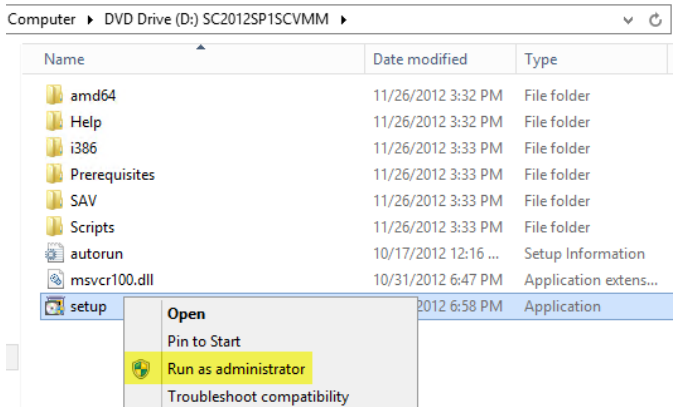 Computer ▸ DVD Drive (D:) SC2012SP1SCVMM ▸
Name Date modified Type
amd64 11/26/2012 3:32 PM File folder
Help 11/26/2012 3:32 PM File folder
i386 11/26/2012 3:33 PM File folder
Prerequisites 11/26/2012 3:33 PM File folder
SAV 11/26/2012 3:33 PM File folder
Scripts 11/26/2012 3:33 PM File folder
autorun 10/17/2012 12:16 ... Setup Information
msvcr100.dll 10/31/2012 6:47 PM Application extens...
setup 2012 6:58 PM Application
Open
Pin to Start
Run as administrator
Troubleshoot compatibility